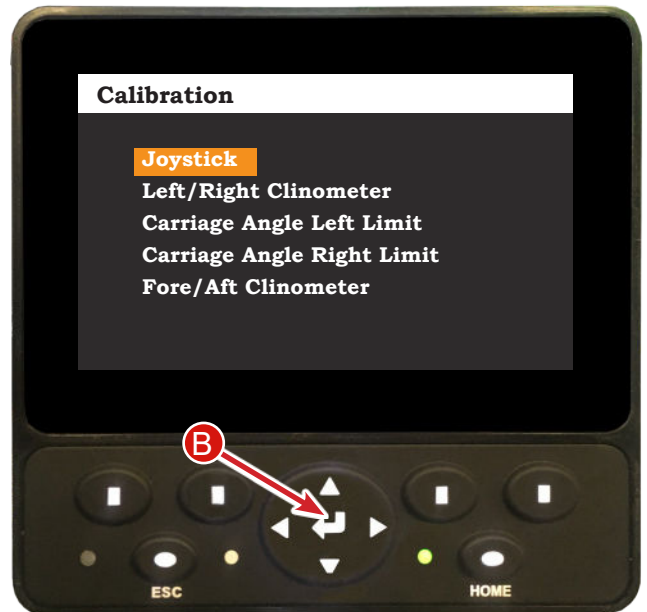 Calibration
Joystick
Left/Right Clinometer
Carriage Angle Left Limit
Carriage Angle Right Limit
Fore/Aft Clinometer
B
ESC
HOME